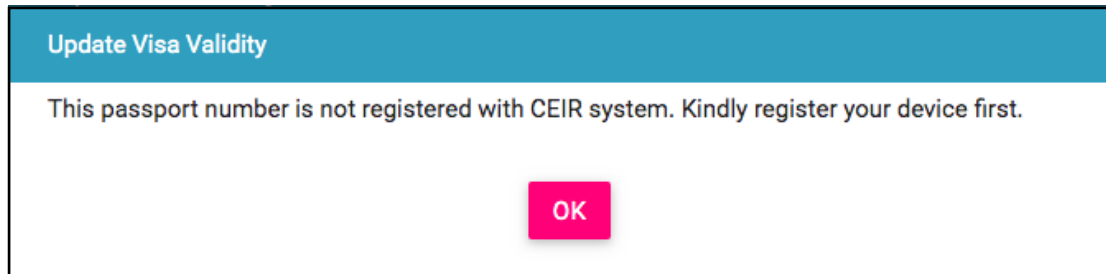 Update Visa Validity
This passport number is not registered with CEIR system. Kindly register your device first.
OK